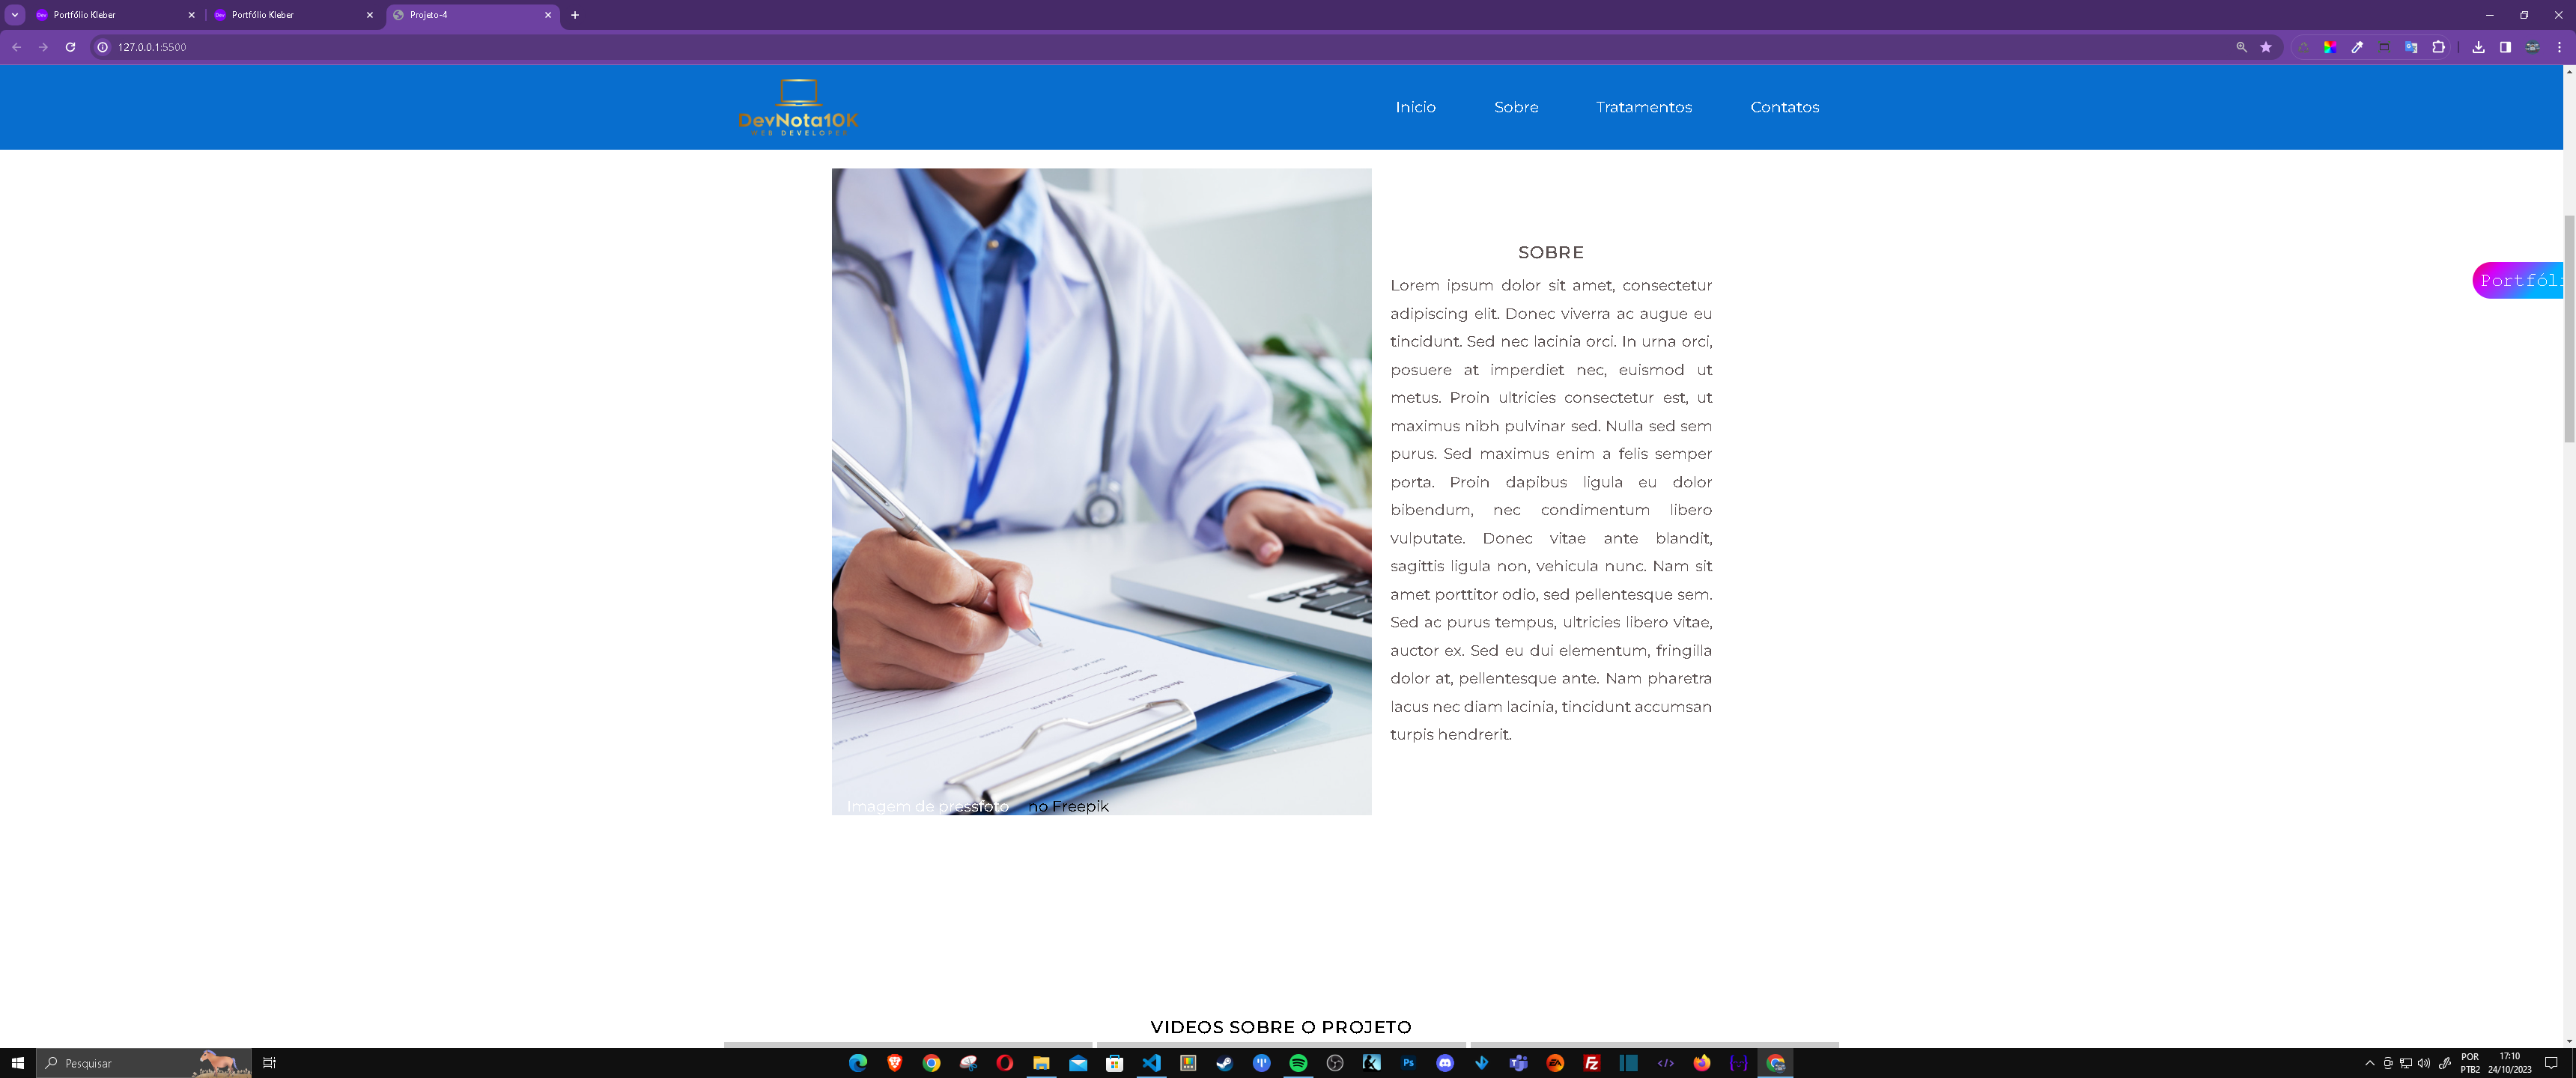 Portfólio Kleber
Portfólio Kleber
Projeto-4
127.0.0.1:5500
DevNota10K
WEB DEVELOPER
Inicio
Sobre
Tratamentos
Contatos
SOBRE
Lorem ipsum dolor sit amet, consectetur
adipiscing elit. Donec viverra ac augue eu
tincidunt. Sed nec lacinia orci. In urna orci,
posuere at imperdiet nec, euismod ut
metus. Proin ultricies consectetur est, ut
maximus nibh pulvinar sed. Nulla sed sem
purus. Sed maximus enim a felis semper
porta. Proin dapibus ligula eu dolor
bibendum, nec condimentum libero
vulputate. Donec vitae ante blandit,
sagittis ligula non, vehicula nunc. Nam sit
amet porttitor odio, sed pellentesque sem.
Sed ac purus tempus, ultricies libero vitae,
auctor ex. Sed eu dui elementum, fringilla
dolor at, pellentesque ante. Nam pharetra
lacus nec diam lacinia, tincidunt accumsan
turpis hendrerit.
Portfóli
Medical care
Imagem de pressfoto no Freepik
VIDEOS SOBRE O PROJETO
Pesquisar
POR
PTB2
17:10
24/10/2023